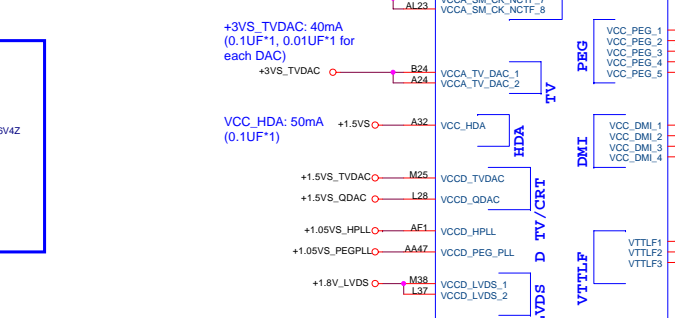 AL23
VCCA_SM_CK_NCTF_8
+3VS_TVDAC: 40mA
(0.1UF*1, 0.01UF*1 for
each DAC)
+3VS_TVDAC
B24
A24
VCCA_TV_DAC_1
VCCA_TV_DAC_2
TV
VCC_HDA: 50mA
(0.1UF*1)
+1.5VS
A32
VCC_HDA
HDA
+1.5VS_TVDAC
M25
VCCD_TVDAC
+1.5VS_QDAC
L28
VCCD_QDAC
D TV/CRT
+1.05VS_HPLL
AF1
VCCD_HPLL
+1.05VS_PEGPLL
AA47
VCCD_PEG_PLL
+1.8V_LVDS
M38
L37
VCCD_LVDS_1
VCCD_LVDS_2
VDS
PEG
VCC_PEG_1
VCC_PEG_2
VCC_PEG_3
VCC_PEG_4
VCC_PEG_5
DMI
VCC_DMI_1
VCC_DMI_2
VCC_DMI_3
VCC_DMI_4
VTTLF
VTTLF1
VTTLF2
VTTLF3